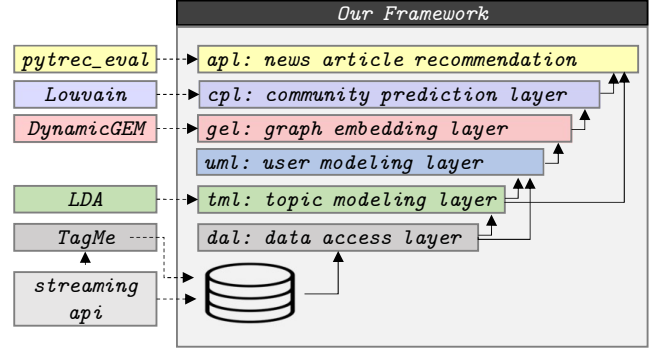 Our Framework
pytrec_eval
apl: news article recommendation
Louvain
cpl: community prediction layer
DynamicGEM
gel: graph embedding layer
uml: user modeling layer
LDA
tml: topic modeling layer
TagMe
dal: data access layer
streaming
api